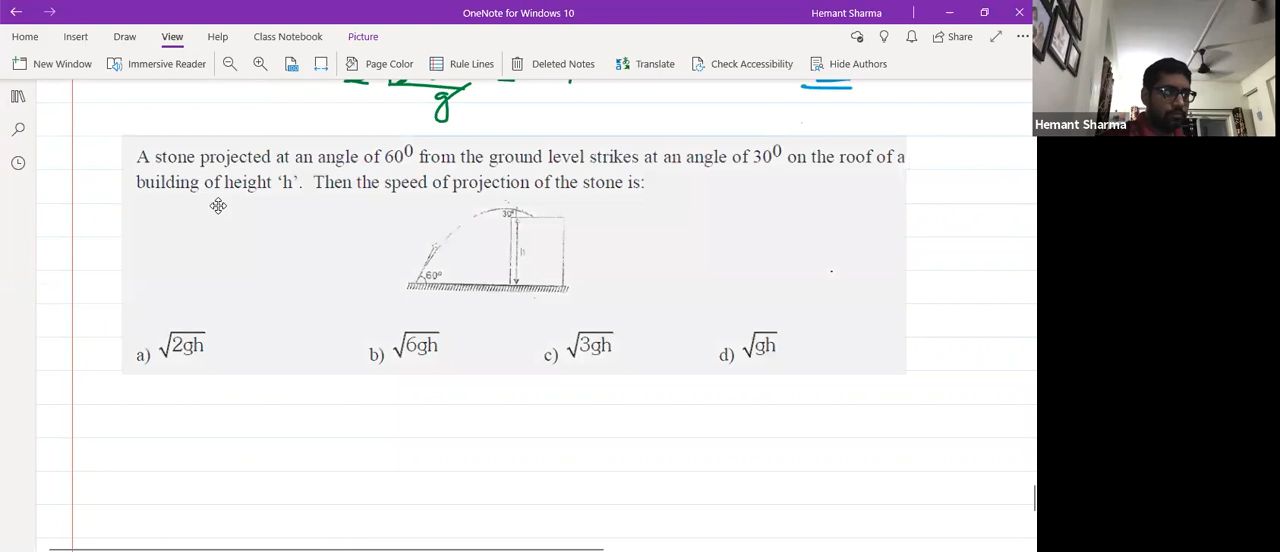 OneNote for Windows 10
Hemant Sharma
Home Insert Draw View Help Class Notebook Picture
Share
New Window Immersive Reader Page Color Rule Lines Deleted Notes Translate Check Accessibility Hide Authors
g
Hemant Sharma
A stone projected at an angle of 60⁰ from the ground level strikes at an angle of 30⁰ on the roof of a
building of height ‘h’. Then the speed of projection of the stone is:
30⁰
h
60⁰
a) √2gh b) √6gh c) √3gh d) √gh